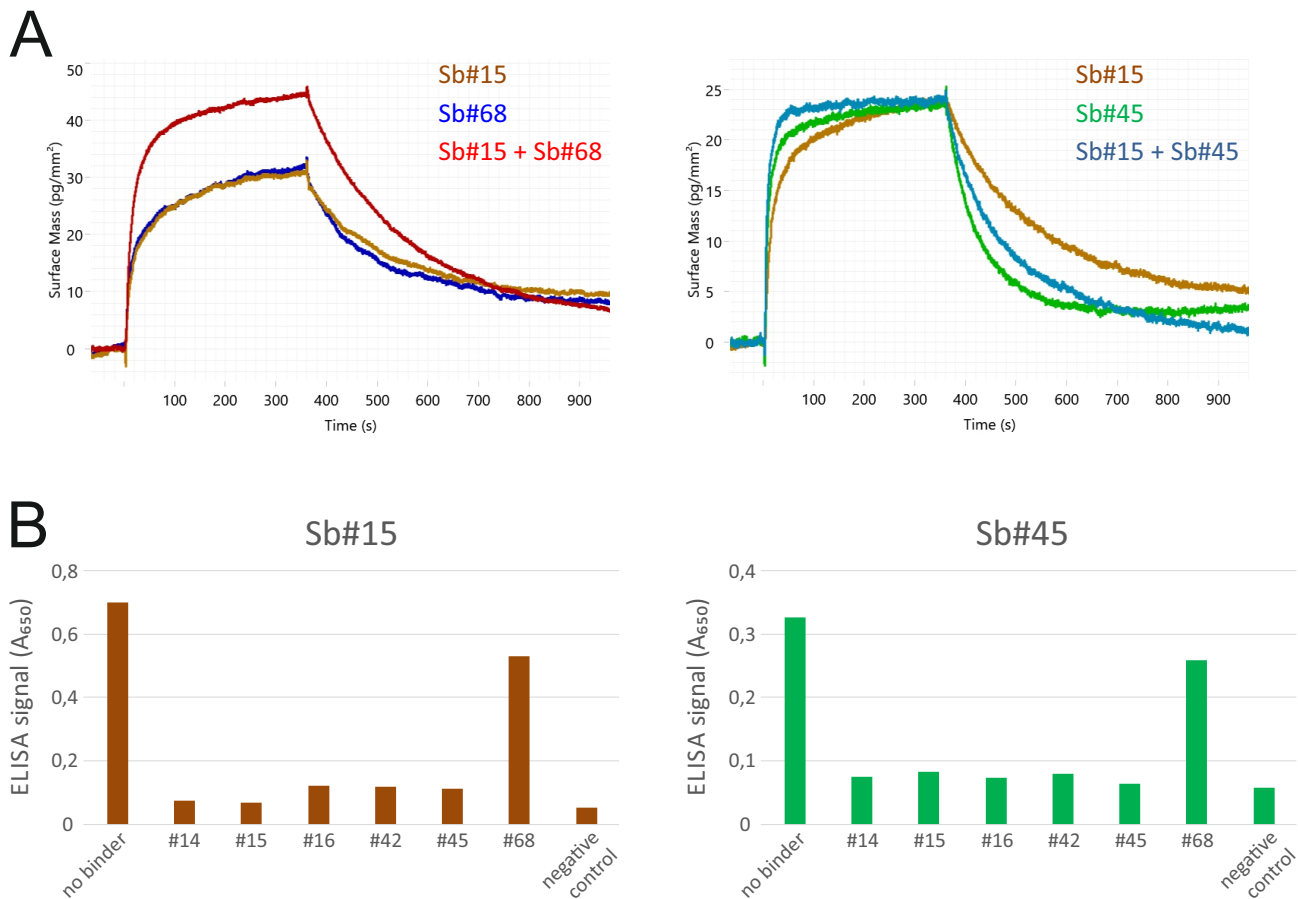 A
Surface Mass (pg/mm²)
50
40
30
20
10
0
Sb#15
Sb#68
Sb#15 + Sb#68
100 200 300 400 500 600 700 800 900
Time (s)
Surface Mass (pg/mm²)
25
20
15
10
5
0
Sb#15
Sb#45
Sb#15 + Sb#45
100 200 300 400 500 600 700 800 900
Time (s)
B
Sb#15
ELISA signal (A₆₅₀)
0,8
0,6
0,4
0,2
0
no binder
#14
#15
#16
#42
#45
#68
negative
control
Sb#45
ELISA signal (A₆₅₀)
0,4
0,3
0,2
0,1
0
no binder
#14
#15
#16
#42
#45
#68
negative
control